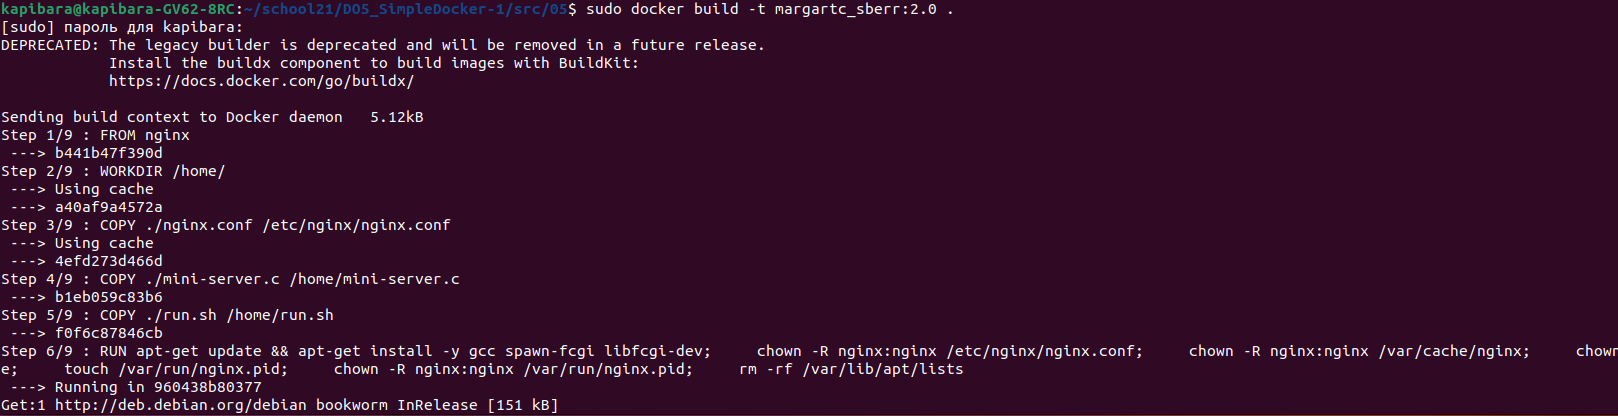 kapibara@kapibara-GV62-8RC:~/school21/DO5_SimpleDocker-1/src/05$ sudo docker build -t margartc_sberr:2.0 .
[sudo] пароль для kapibara:
DEPRECATED: The legacy builder is deprecated and will be removed in a future release.
            Install the buildx component to build images with BuildKit:
            https://docs.docker.com/go/buildx/
Sending build context to Docker daemon   5.12kB
Step 1/9 : FROM nginx
 ---> b441b47f390d
Step 2/9 : WORKDIR /home/
 ---> Using cache
 ---> a40af9a4572a
Step 3/9 : COPY ./nginx.conf /etc/nginx/nginx.conf
 ---> Using cache
 ---> 4efd273d466d
Step 4/9 : COPY ./mini-server.c /home/mini-server.c
 ---> b1eb059c83b6
Step 5/9 : COPY ./run.sh /home/run.sh
 ---> f0f6c87846cb
Step 6/9 : RUN apt-get update && apt-get install -y gcc spawn-fcgi libfcgi-dev;     chown -R nginx:nginx /etc/nginx/nginx.conf;     chown -R nginx:nginx /var/cache/nginx;     chown
e;     touch /var/run/nginx.pid;     chown -R nginx:nginx /var/run/nginx.pid;     rm -rf /var/lib/apt/lists
 ---> Running in 960438b80377
Get:1 http://deb.debian.org/debian bookworm InRelease [151 kB]